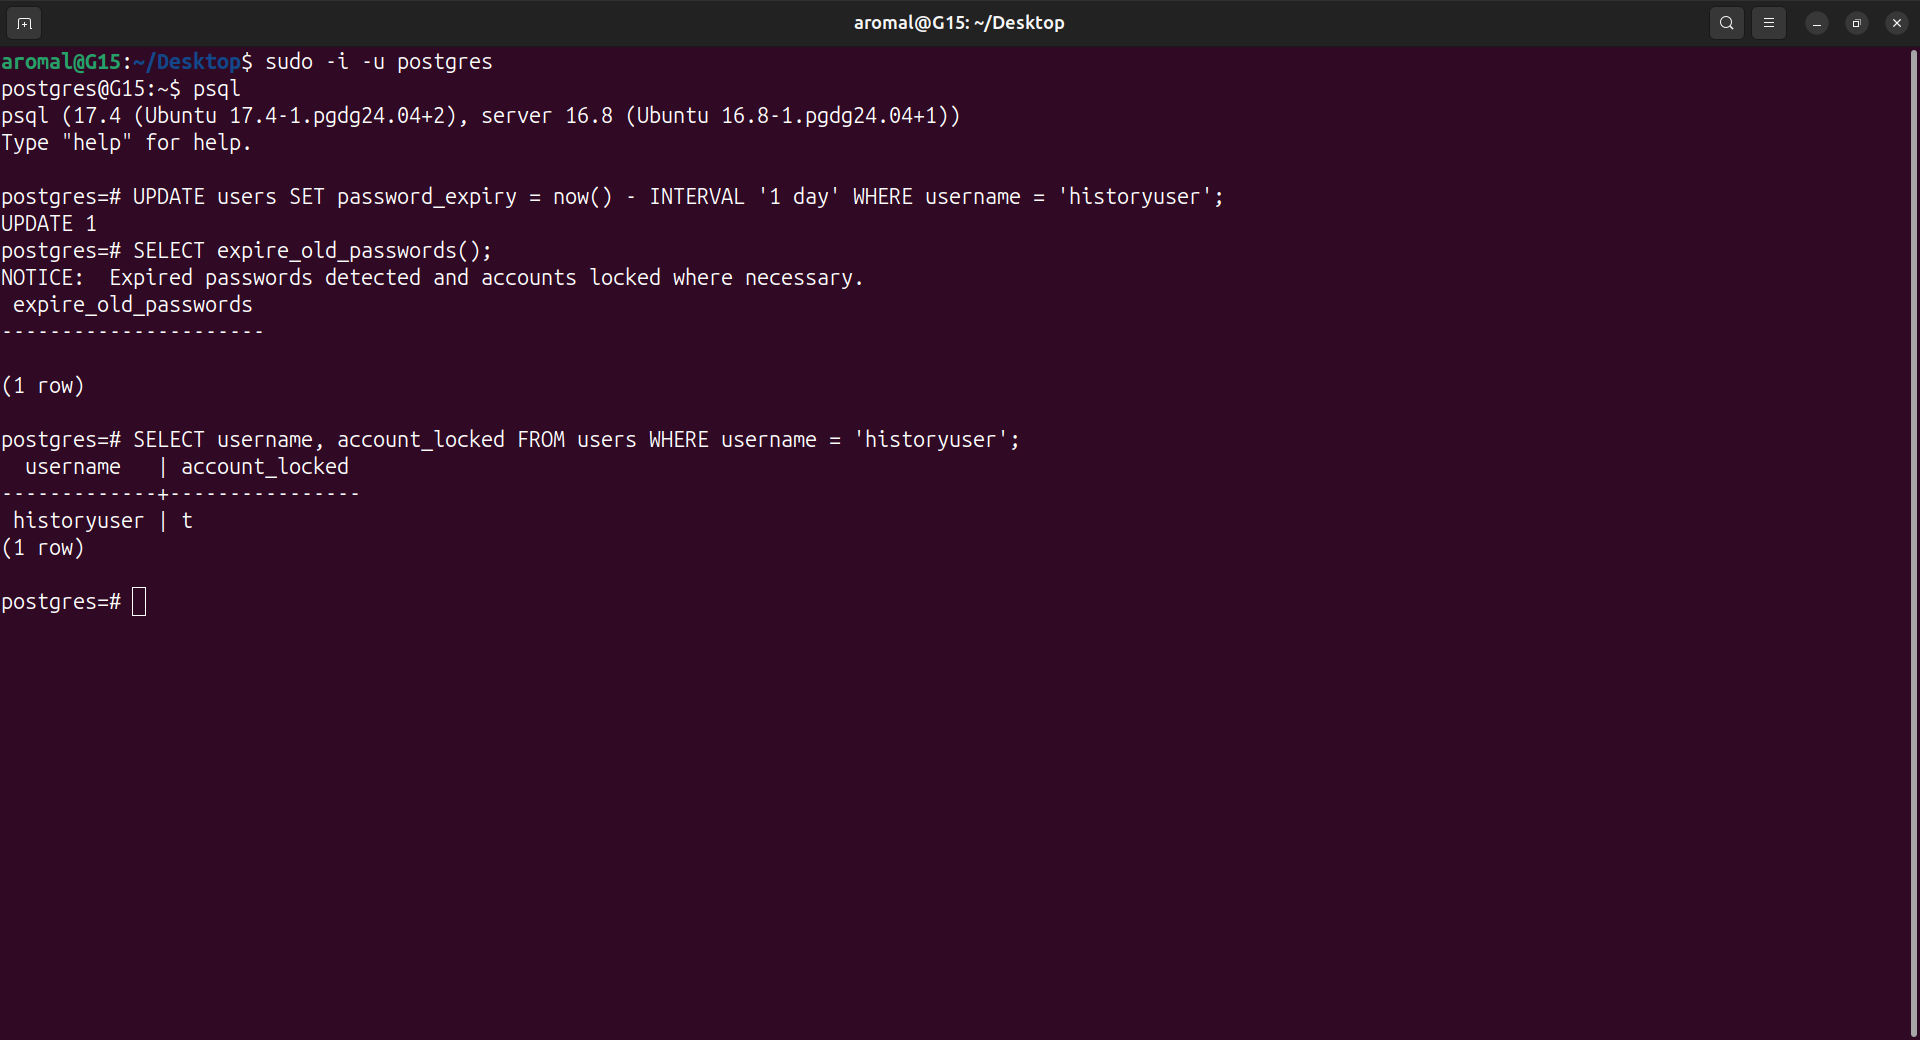 aromal@G15: ~/Desktop
aromal@G15:~/Desktop$ sudo -i -u postgres
postgres@G15:~$ psql
psql (17.4 (Ubuntu 17.4-1.pgdg24.04+2), server 16.8 (Ubuntu 16.8-1.pgdg24.04+1))
Type "help" for help.
postgres=# UPDATE users SET password_expiry = now() - INTERVAL '1 day' WHERE username = 'historyuser';
UPDATE 1
postgres=# SELECT expire_old_passwords();
NOTICE:  Expired passwords detected and accounts locked where necessary.
 expire_old_passwords
----------------------
(1 row)
postgres=# SELECT username, account_locked FROM users WHERE username = 'historyuser';
  username   | account_locked
-------------+----------------
 historyuser | t
(1 row)
postgres=#